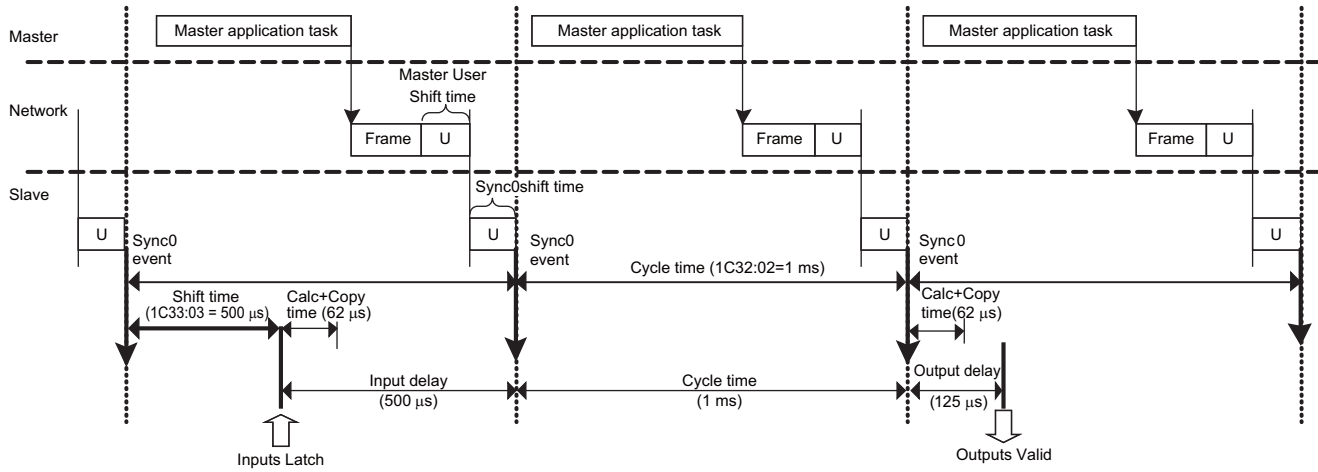 Master
Master application task
Master application task
Master application task
Master User
Shift time
Network
Frame
U
Frame
U
Frame
U
Slave
Sync0shift time
U
U
U
U
Sync0
event
Sync0
event
Sync0
event
Cycle time (1C32:02=1 ms)
Shift time
(1C33:03 = 500 μs)
Calc+Copy
time (62 μs)
Calc+Copy
time(62 μs)
Input delay
(500 μs)
Cycle time
(1 ms)
Output delay
(125 μs)
Inputs Latch
Outputs Valid